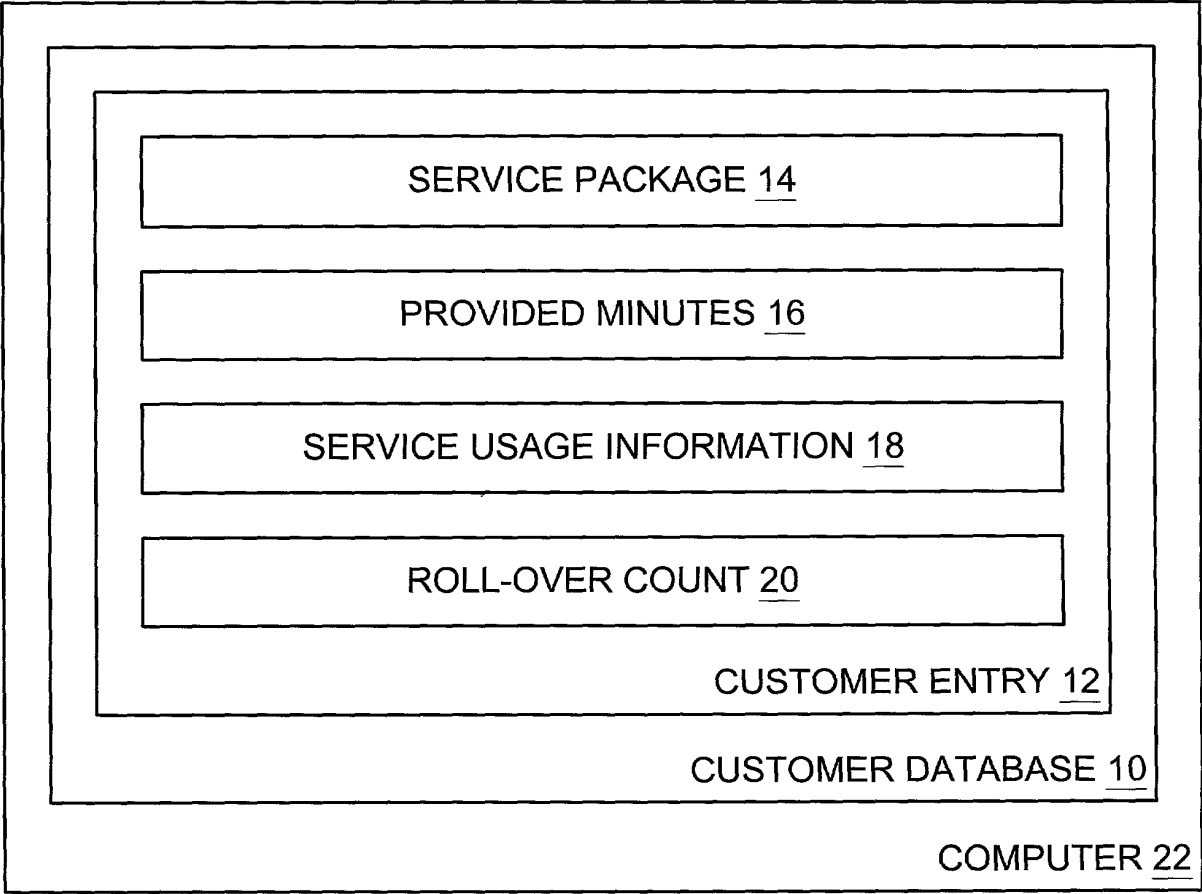 SERVICE PACKAGE 14
PROVIDED MINUTES 16
SERVICE USAGE INFORMATION 18
ROLL-OVER COUNT 20
CUSTOMER ENTRY 12
CUSTOMER DATABASE 10
COMPUTER 22